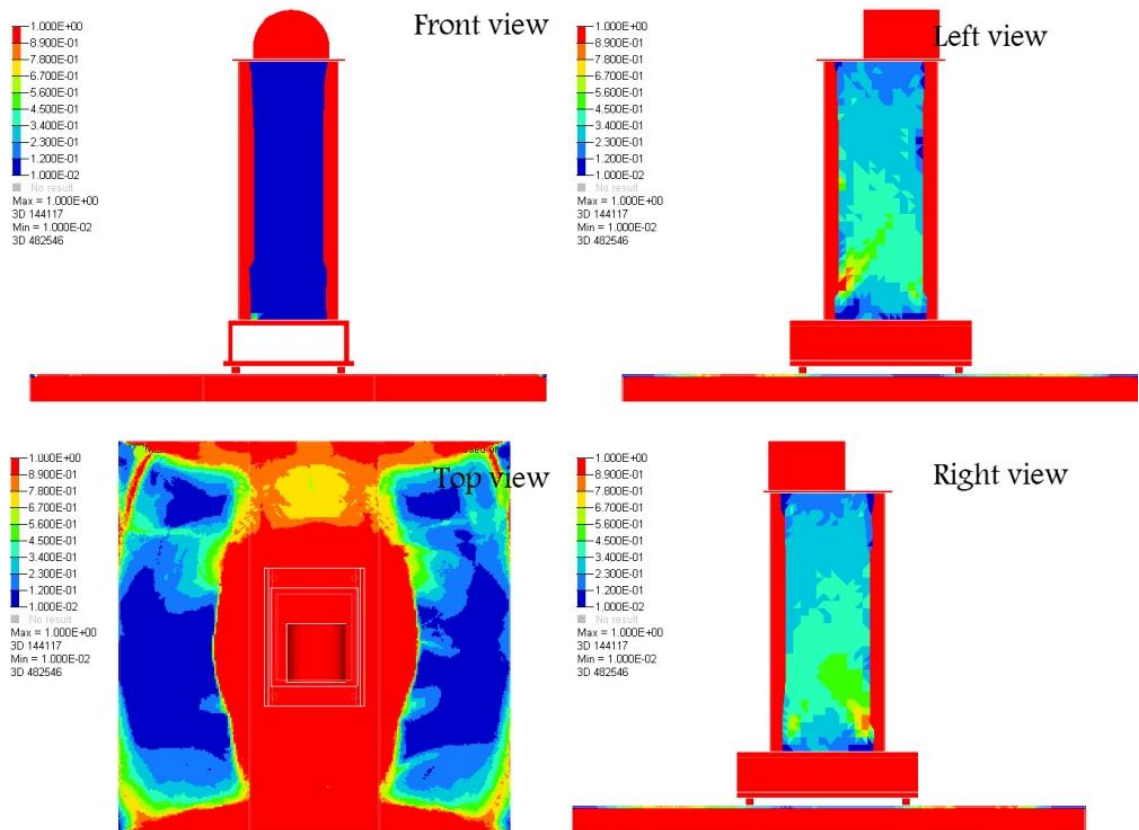 Front view
1.000E+00
8.900E-01
7.800E-01
6.700E-01
5.600E-01
4.500E-01
3.400E-01
2.300E-01
1.200E-01
1.000E-02
No result
Max = 1.000E+00
3D 144117
Min = 1.000E-02
3D 482546
Left view
1.000E+00
8.900E-01
7.800E-01
6.700E-01
5.600E-01
4.500E-01
3.400E-01
2.300E-01
1.200E-01
1.000E-02
No result
Max = 1.000E+00
3D 144117
Min = 1.000E-02
3D 482546
Top view
1.000E+00
8.900E-01
7.800E-01
6.700E-01
5.600E-01
4.500E-01
3.400E-01
2.300E-01
1.200E-01
1.000E-02
No result
Max = 1.000E+00
3D 144117
Min = 1.000E-02
3D 482546
Right view
1.000E+00
8.900E-01
7.800E-01
6.700E-01
5.600E-01
4.500E-01
3.400E-01
2.300E-01
1.200E-01
1.000E-02
No result
Max = 1.000E+00
3D 144117
Min = 1.000E-02
3D 482546